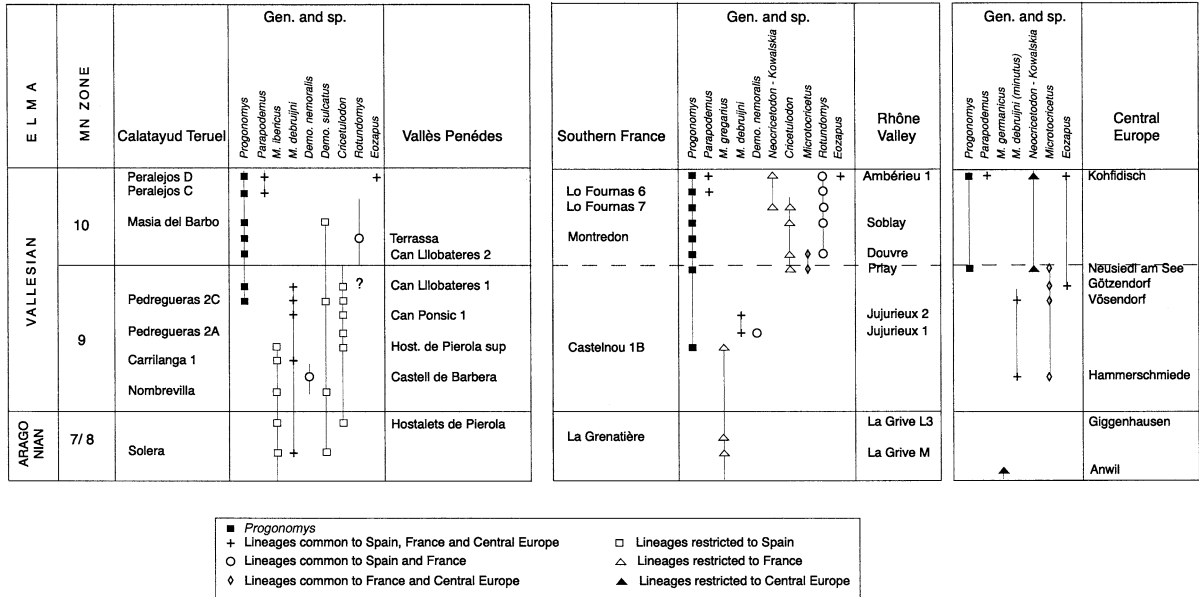 Gen. and sp.
ELMA
MN ZONE
Calatayud Teruel
Progonomys
Parapodemus
M. ibericus
M. debruijni
Demo. nemoralis
Demo. sulcatus
Cricetulodon
Rotundomys
Eozapus
Vallès Penédes
VALLESIAN
ARAGONIAN
10
9
7/ 8
Peralejos D
Peralejos C
Masia del Barbo
Pedregueras 2C
Pedregueras 2A
Carrilanga 1
Nombrevilla
Solera
?
Terrassa
Can Llobateres 2
Can Llobateres 1
Can Ponsic 1
Host. de Pierola sup
Castell de Barbera
Hostalets de Pierola
Gen. and sp.
Southern France
Progonomys
Parapodemus
M. gregarius
M. debruijni
Demo. nemoralis
Neocricetodon - Kowalskia
Cricetulodon
Microtocricetus
Rotundomys
Eozapus
Rhône
Valley
Lo Fournas 6
Lo Fournas 7
Montredon
Castelnou 1B
La Grenatière
Ambérieu 1
Soblay
Douvre
Priay
Jujurieux 2
Jujurieux 1
La Grive L3
La Grive M
Gen. and sp.
Progonomys
Parapodemus
M. germanicus
M. debruijni (minutus)
Neocricetodon - Kowalskia
Microtocricetus
Eozapus
Central
Europe
Kohfidisch
Neusiedl am See
Götzendorf
Vösendorf
Hammerschmiede
Giggenhausen
Anwil
Progonomys
Lineages common to Spain, France and Central Europe
Lineages common to Spain and France
Lineages common to France and Central Europe
Lineages restricted to Spain
Lineages restricted to France
Lineages restricted to Central Europe